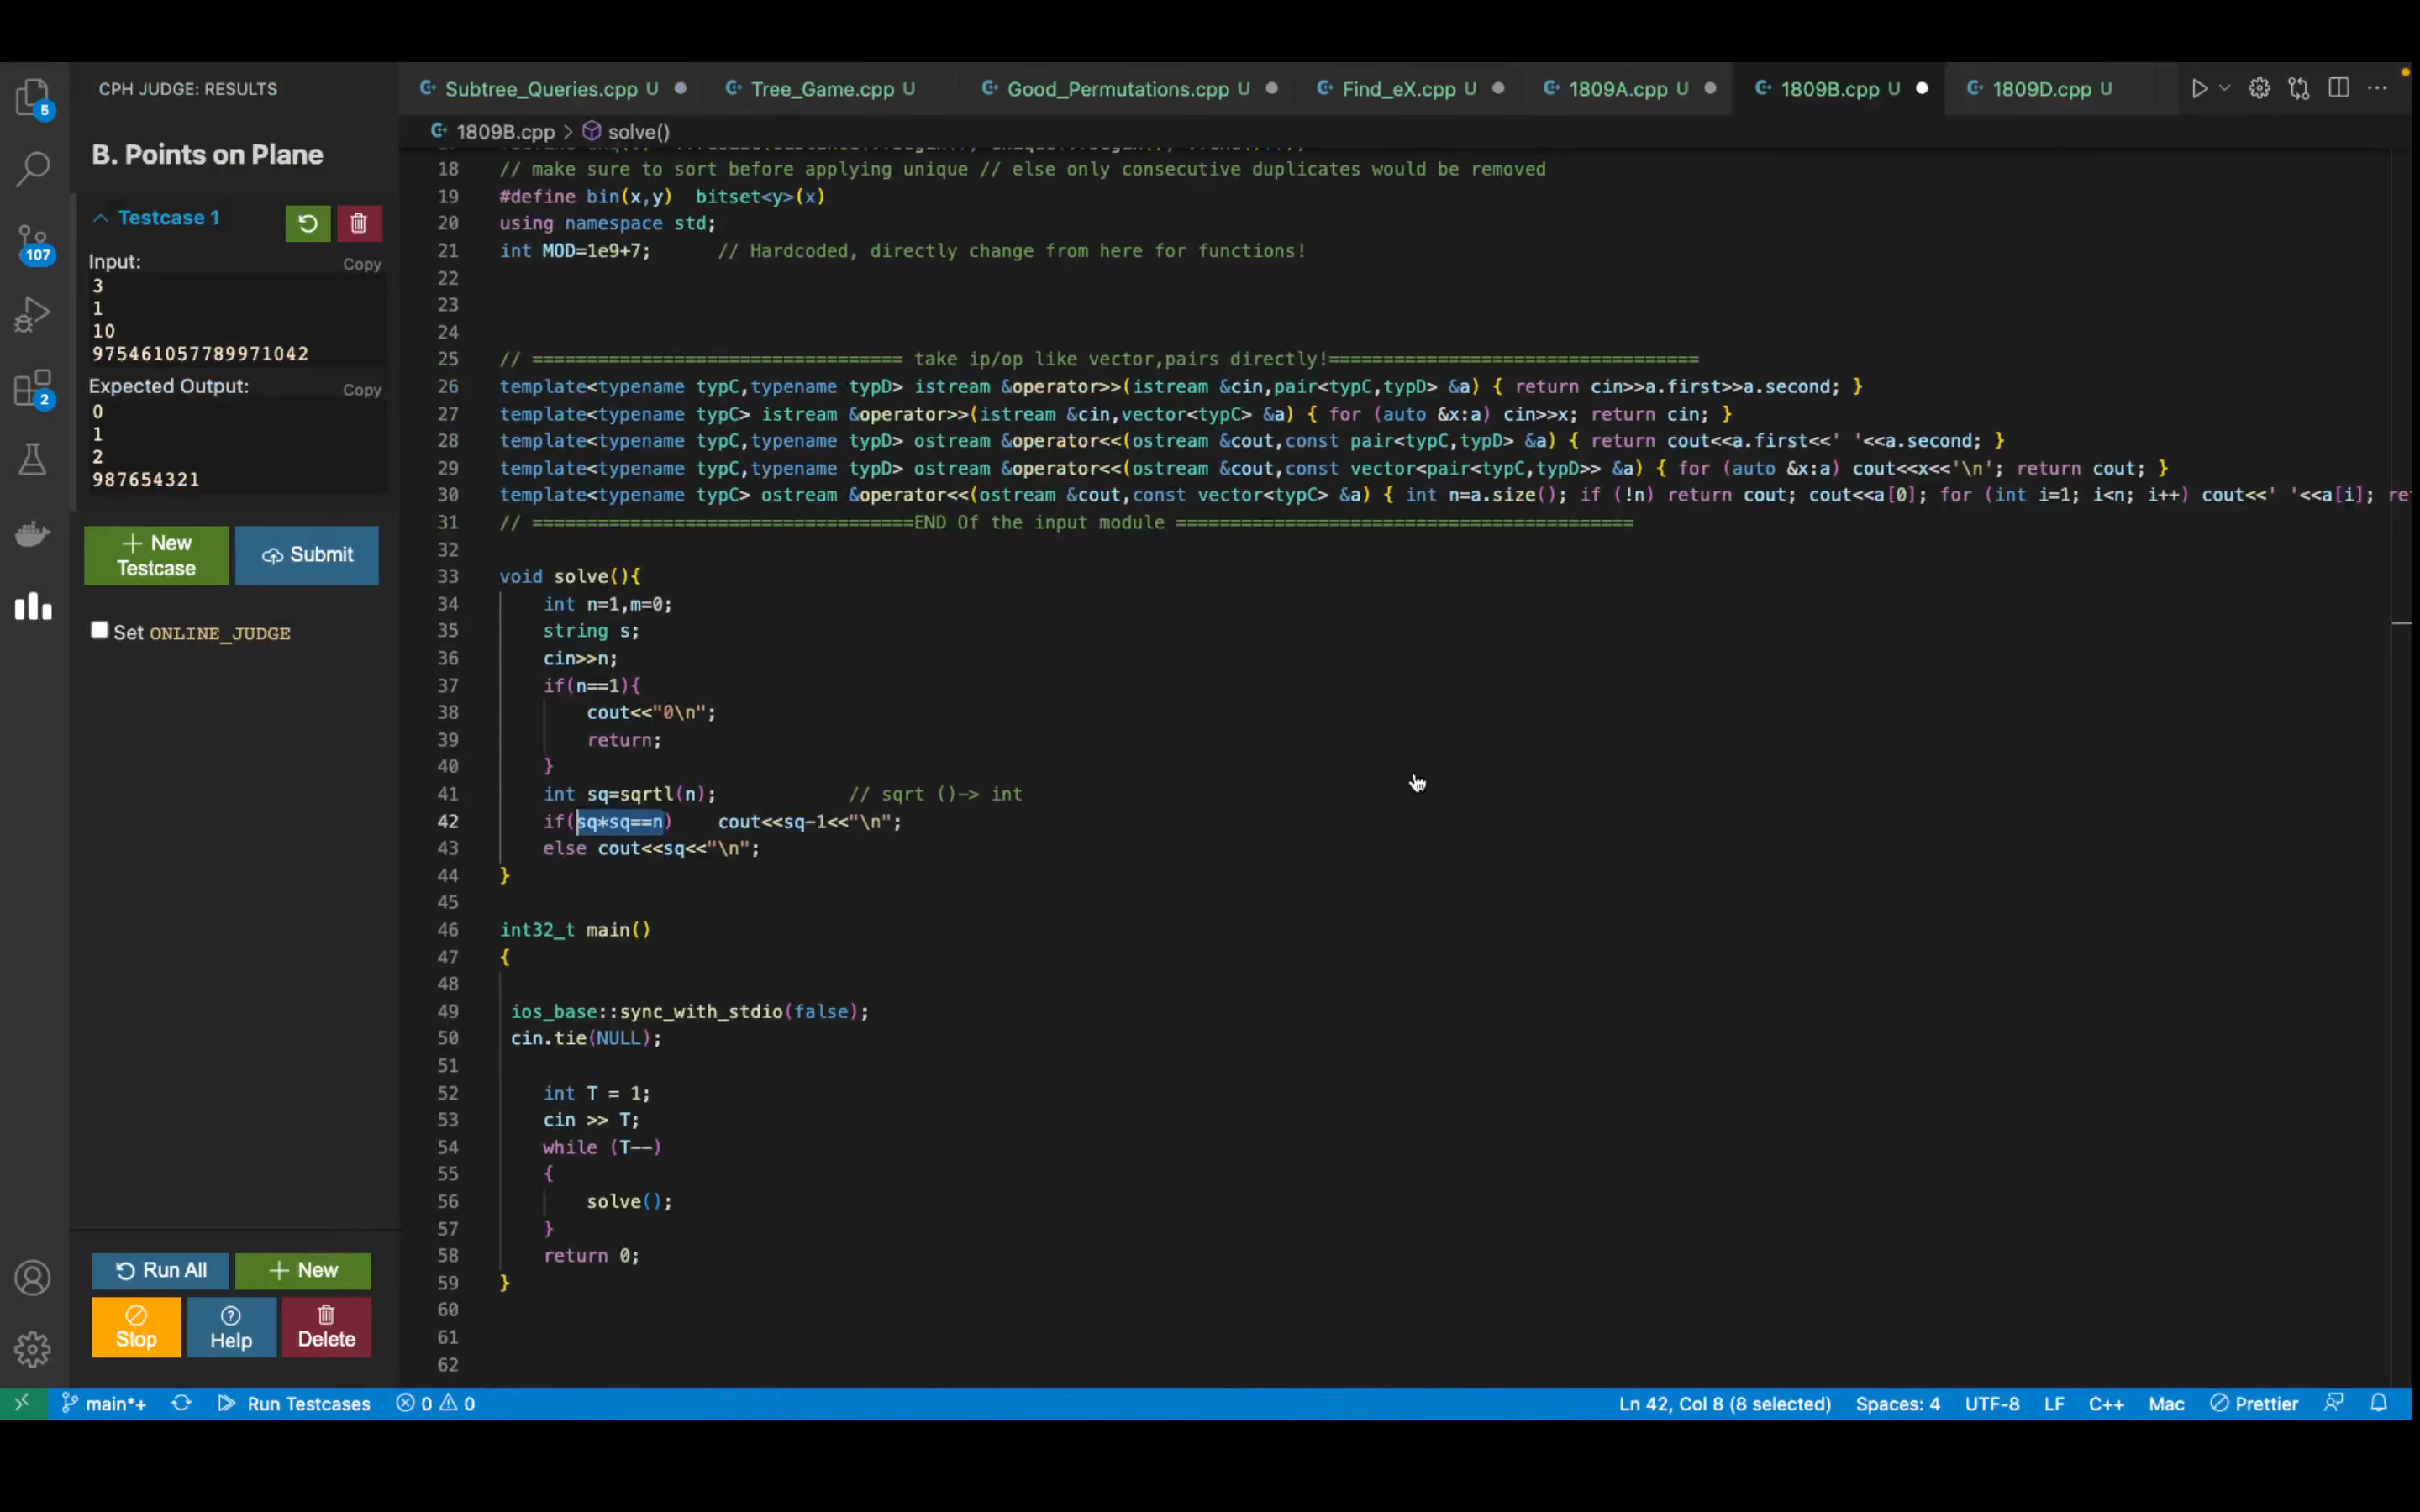 CPH JUDGE: RESULTS
B. Points on Plane
Testcase 1
Input:
Copy
3
1
10
975461057789971042
Expected Output:
Copy
0
1
2
987654321
New Testcase
Submit
Set ONLINE_JUDGE
Run All
New
Stop
Help
Delete
5
107
2
Subtree_Queries.cpp U
Tree_Game.cpp U
Good_Permutations.cpp U
Find_eX.cpp U
1809A.cpp U
1809B.cpp U
1809D.cpp U
1809B.cpp > solve()
18 // make sure to sort before applying unique // else only consecutive duplicates would be removed
19 #define bin(x,y)  bitset<y>(x)
20 using namespace std;
21 int MOD=1e9+7;      // Hardcoded, directly change from here for functions!
22
23
24
25 // ================================== take ip/op like vector,pairs directly!==================================
26 template<typename typC,typename typD> istream &operator>>(istream &cin,pair<typC,typD> &a) { return cin>>a.first>>a.second; }
27 template<typename typC> istream &operator>>(istream &cin,vector<typC> &a) { for (auto &x:a) cin>>x; return cin; }
28 template<typename typC,typename typD> ostream &operator<<(ostream &cout,const pair<typC,typD> &a) { return cout<<a.first<<' '<<a.second; }
29 template<typename typC,typename typD> ostream &operator<<(ostream &cout,const vector<pair<typC,typD>> &a) { for (auto &x:a) cout<<x<<'\n'; return cout; }
30 template<typename typC> ostream &operator<<(ostream &cout,const vector<typC> &a) { int n=a.size(); if (!n) return cout; cout<<a[0]; for (int i=1; i<n; i++) cout<<' '<<a[i]; re
31 // ===================================END Of the input module ==========================================
32
33 void solve(){
34     int n=1,m=0;
35     string s;
36     cin>>n;
37     if(n==1){
38         cout<<"0\n";
39         return;
40     }
41     int sq=sqrtl(n);            // sqrt ()-> int
42     if(sq*sq==n)    cout<<sq-1<<"\n";
43     else cout<<sq<<"\n";
44 }
45
46 int32_t main()
47 {
48
49  ios_base::sync_with_stdio(false);
50  cin.tie(NULL);
51
52     int T = 1;
53     cin >> T;
54     while (T--)
55     {
56         solve();
57     }
58     return 0;
59 }
60
61
62
main*+
Run Testcases
0
0
Ln 42, Col 8 (8 selected)
Spaces: 4
UTF-8
LF
C++
Mac
Prettier